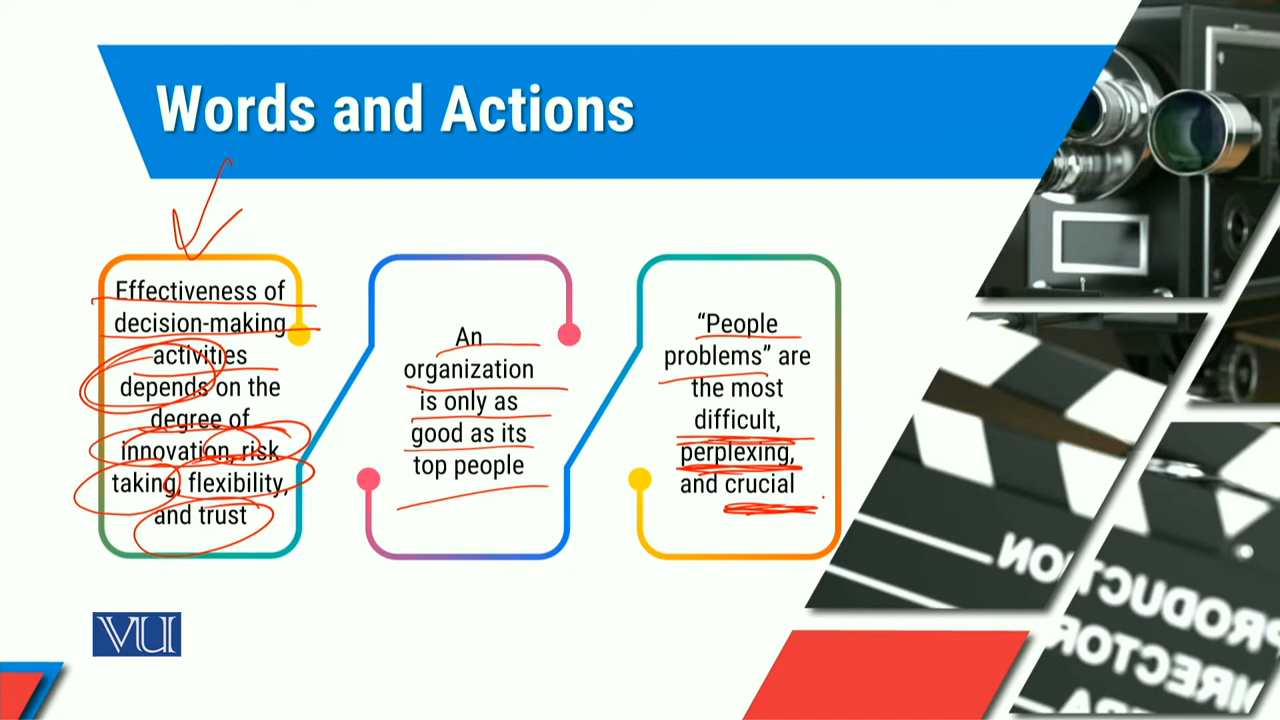 Words and Actions
Effectiveness of
decision-making
activities
depends on the
degree of
innovation, risk
taking, flexibility,
and trust
An
organization
is only as
good as its
top people
“People
problems” are
the most
difficult,
perplexing,
and crucial
VU
PRODUCTION
DIRECTOR